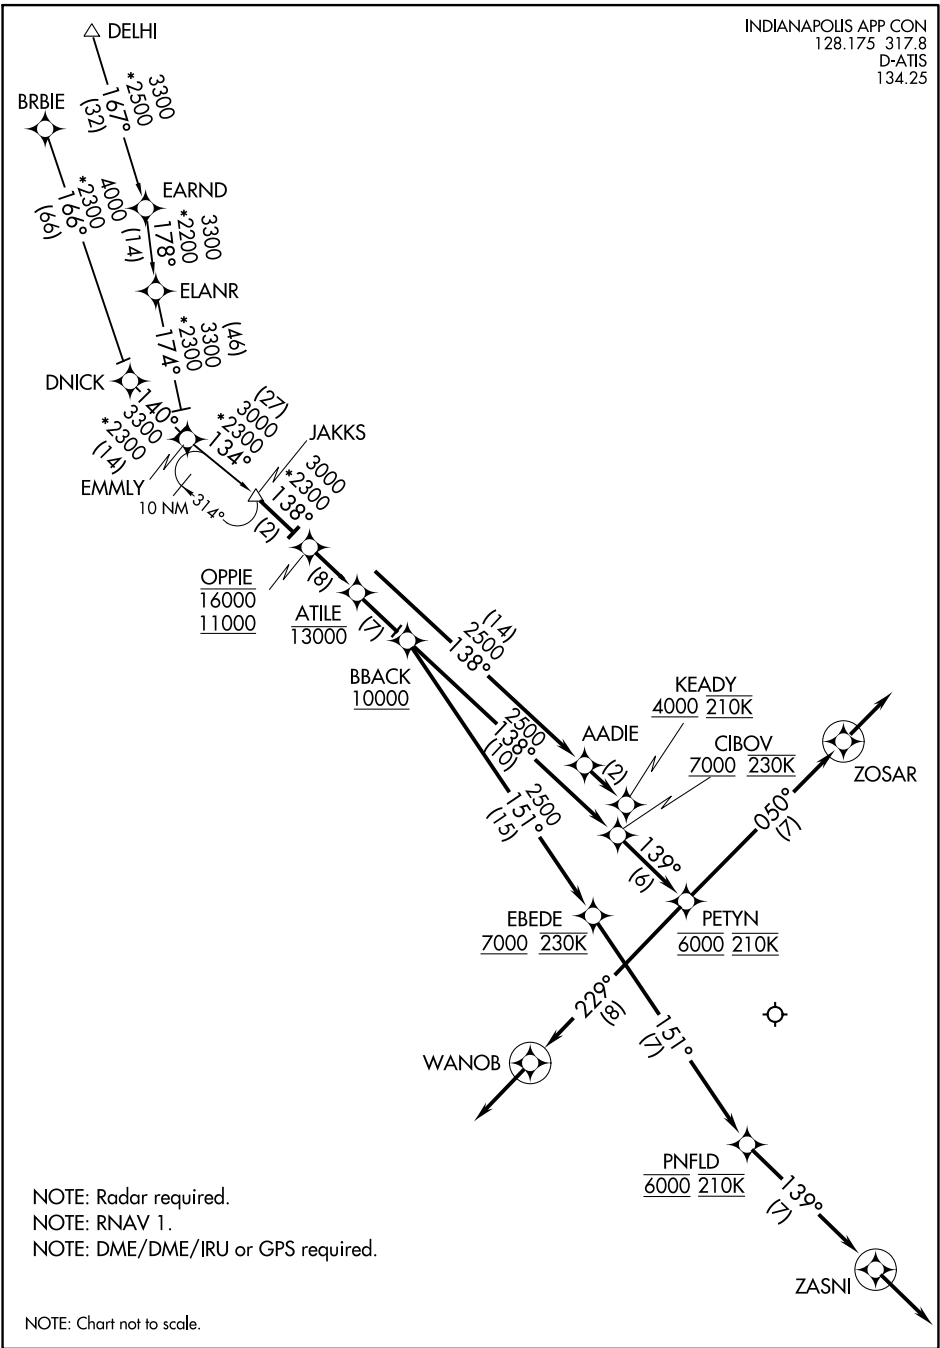 INDIANAPOLIS APP CON
128.175 317.8
D-ATIS
134.25
DELHI
3300
*2500
167°
(32)
BRBIE
4000
*2300
166°
(66)
EARND
3300
*2200
178°
(14)
ELANR
(46)
3300
*2300
174°
DNICK
140°
3300
*2300
(14)
(27)
3000
*2300
134°
EMMLY
10 NM
314°
JAKKS
3000
*2300
138°
(2)
OPPIE
16000
11000
(8)
ATILE
13000
(7)
BBACK
10000
(14)
2500
138°
KEADY
4000 210K
AADIE
(2)
CIBOV
7000 230K
2500
138°
(10)
2500
151°
(15)
ZOSAR
050°
(7)
139°
(6)
EBEDE
7000 230K
PETYN
6000 210K
229°
(8)
WANOB
151°
(7)
PNFLD
6000 210K
139°
(7)
ZASNI
NOTE: Radar required.
NOTE: RNAV 1.
NOTE: DME/DME/IRU or GPS required.
NOTE: Chart not to scale.